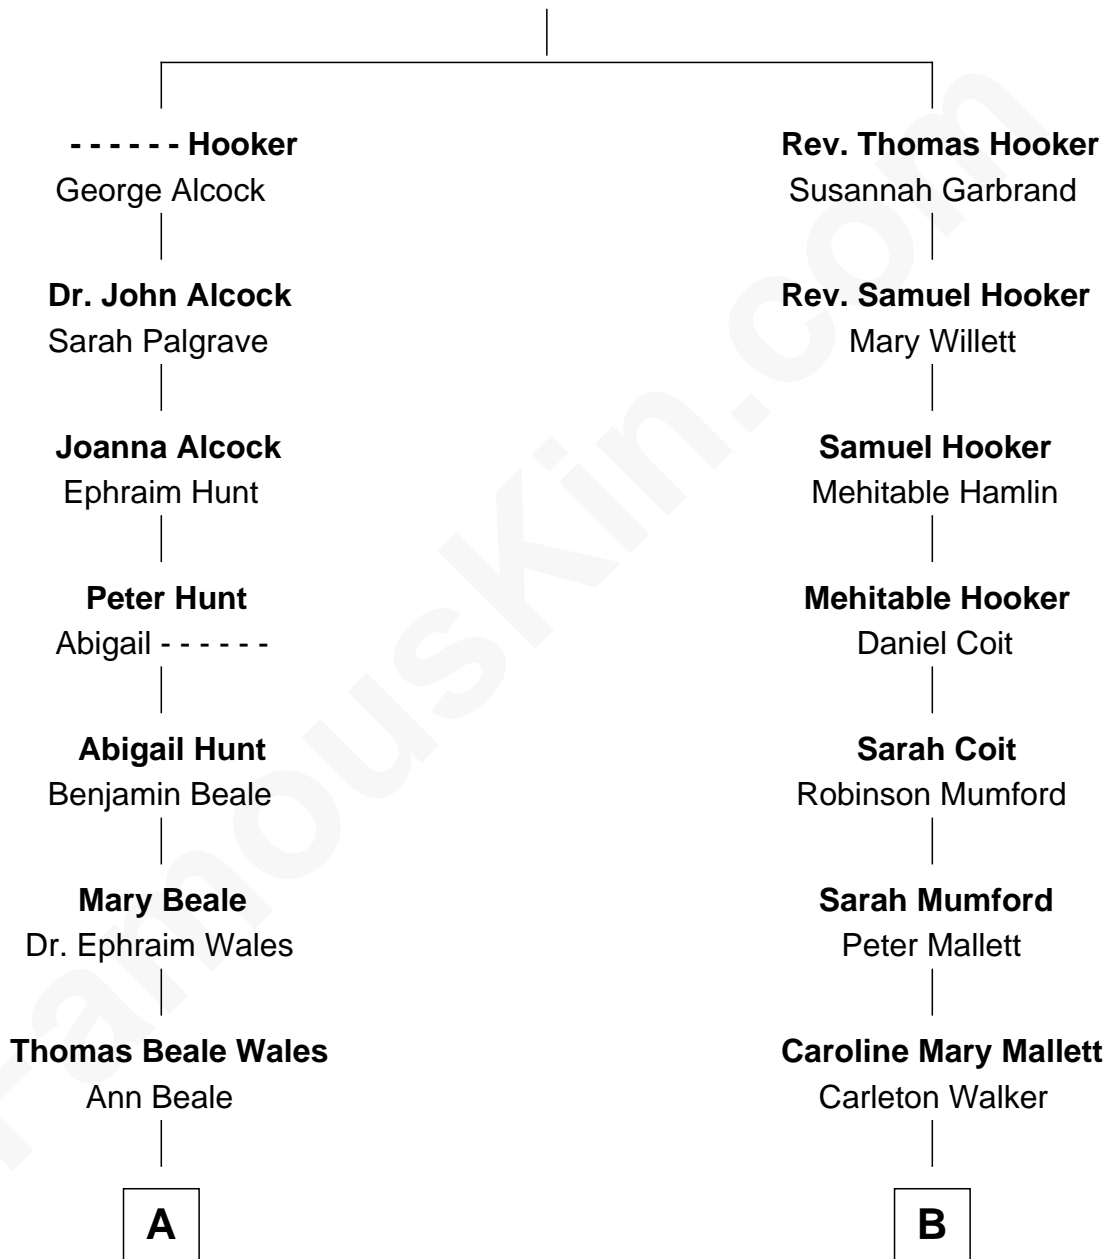 - - - - - - Hooker
George Alcock
Rev. Thomas Hooker
Susannah Garbrand
Dr. John Alcock
Sarah Palgrave
Rev. Samuel Hooker
Mary Willett
Joanna Alcock
Ephraim Hunt
Samuel Hooker
Mehitable Hamlin
Peter Hunt
Abigail - - - - - -
Mehitable Hooker
Daniel Coit
Abigail Hunt
Benjamin Beale
Sarah Coit
Robinson Mumford
Mary Beale
Dr. Ephraim Wales
Sarah Mumford
Peter Mallett
Thomas Beale Wales
Ann Beale
Caroline Mary Mallett
Carleton Walker
A
B
FamousKin.com